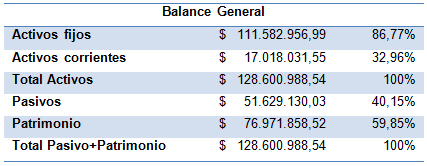 Balance General
Activos fijos $ 111.582.956,99 86,77%
Activos corrientes $ 17.018.031,55 32,96%
Total Activos $ 128.600.988,54 100%
Pasivos $ 51.629.130,03 40,15%
Patrimonio $ 76.971.858,52 59,85%
Total Pasivo+Patrimonio $ 128.600.988,54 100%